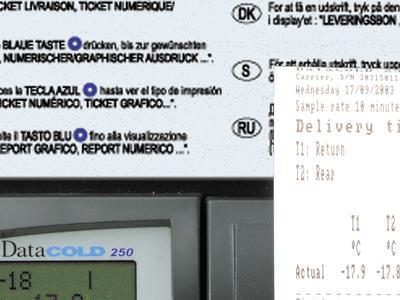 CKET LIVRAISON, TICKET NUMERIQUE/
BLAUE TASTE drücken, bis zur gewünschten
NUMERISCHER/GRAPHISCHER AUSDRUCK ...".
la TECLA AZUL hasta ver el tipo de impresión
TICKET NUMÉRICO, TICKET GRAFICO...".
il TASTO BLU fino alla visualizzazione
REPORT GRAFICO, REPORT NUMERICO ...".
DK
For at få en udskrift, tryk på den
i display'et : "LEVERINGSBON
S
För att erhålla utskrift, tryck upp
RU
Carrier, S/N 30315011
Wednesday 17/09/2003
Sample rate 10 minute
Delivery ti
T1: Return
T2: Rear
T1 T2
°C °C
Actual -17.9 -17.8
DataCOLD 250
-18